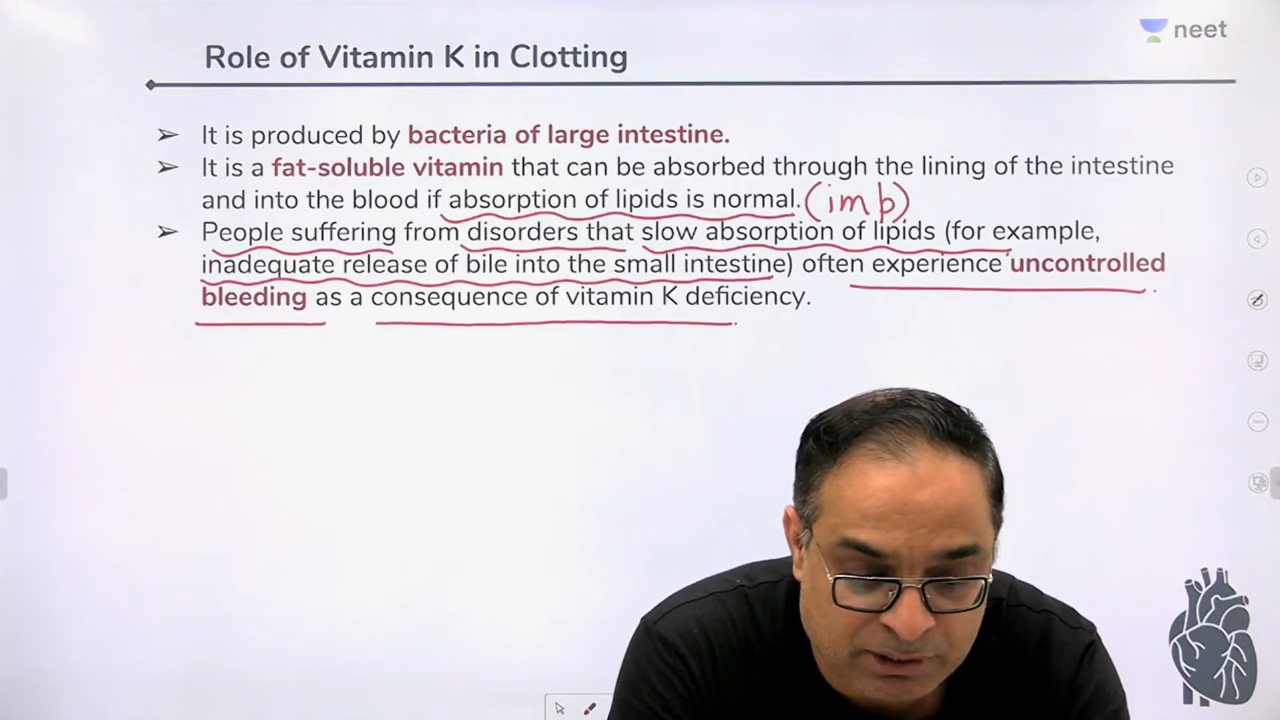 neet
Role of Vitamin K in Clotting
➢ It is produced by bacteria of large intestine.
➢ It is a fat-soluble vitamin that can be absorbed through the lining of the intestine
and into the blood if absorption of lipids is normal. (imb)
➢ People suffering from disorders that slow absorption of lipids (for example,
inadequate release of bile into the small intestine) often experience uncontrolled
bleeding as a consequence of vitamin K deficiency.